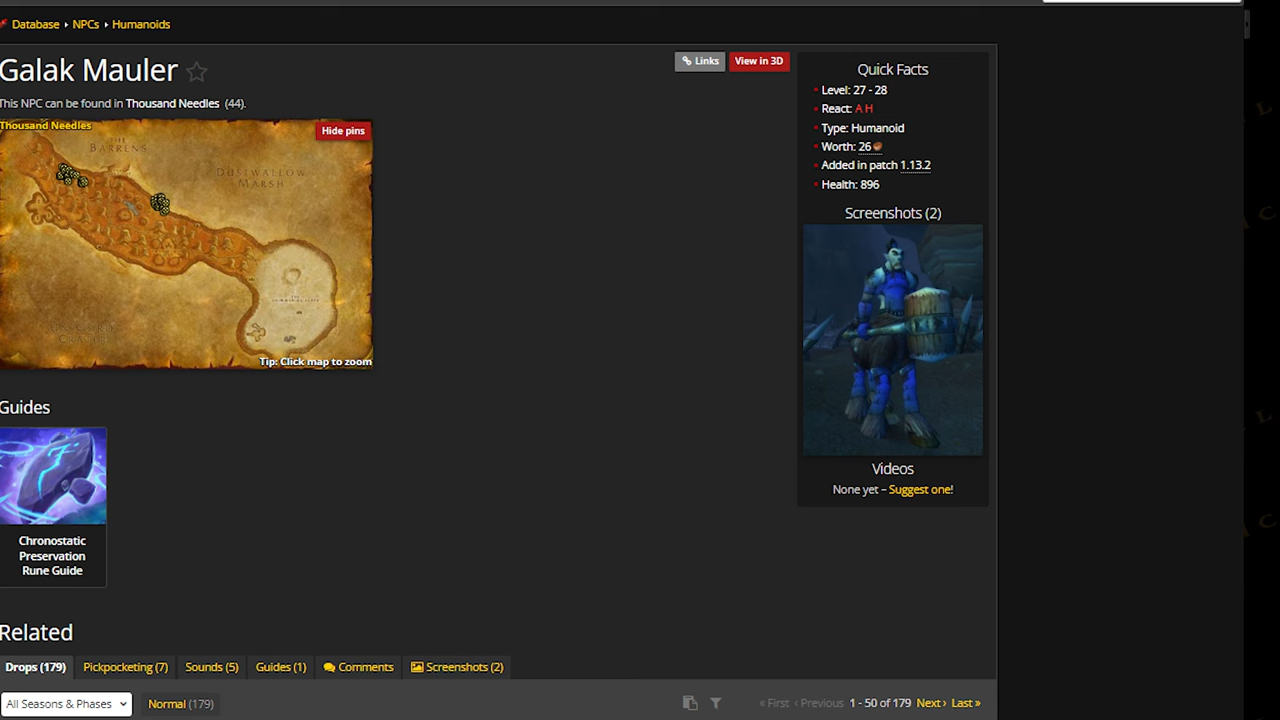 Database › NPCs › Humanoids
Galak Mauler
Links
View in 3D
This NPC can be found in Thousand Needles (44).
Thousand Needles
Hide pins
THE
BARRENS
DUSTWALLOW
MARSH
Tip: Click map to zoom
Quick Facts
Level: 27 - 28
React: A H
Type: Humanoid
Worth: 26
Added in patch 1.13.2
Health: 896
Screenshots (2)
Videos
None yet – Suggest one!
Guides
Chronostatic
Preservation
Rune Guide
Related
Drops (179) Pickpocketing (7) Sounds (5) Guides (1) Comments Screenshots (2)
All Seasons & Phases Normal (179) « First ‹ Previous 1 - 50 of 179 Next › Last »